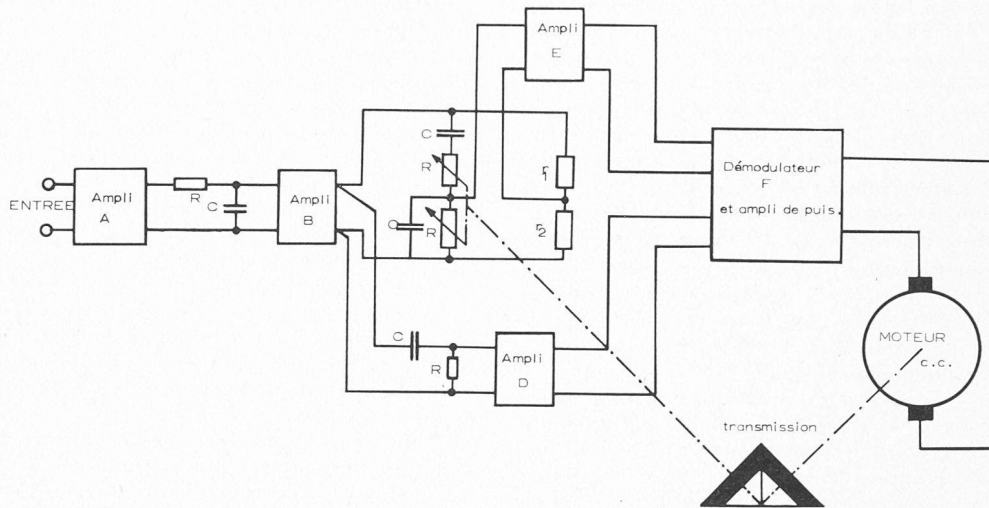 Ampli
E
C
R
R
C
r1
r2
Démodulateur
F
et ampli de puis.
ENTREE
Ampli
A
R
C
Ampli
B
C
R
Ampli
D
MOTEUR
c.c.
transmission